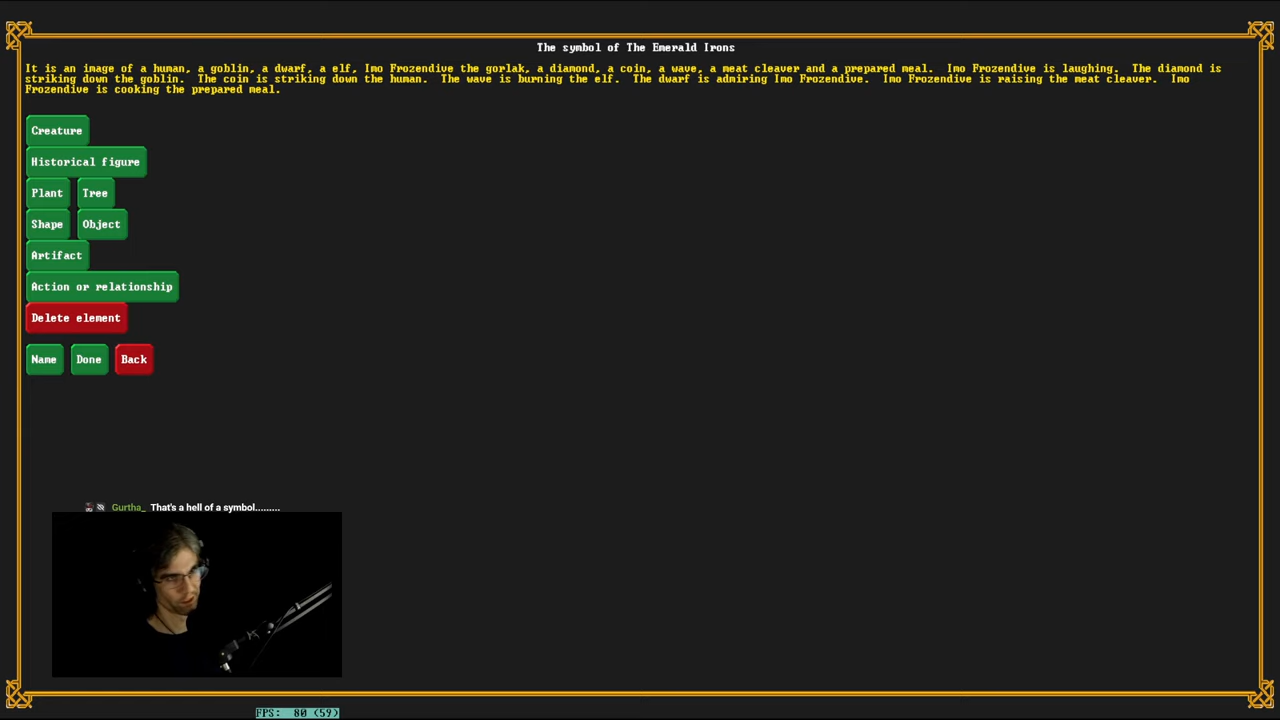 The symbol of The Emerald Irons
It is an image of a human, a goblin, a dwarf, a elf, Imo Frozendive the gorlak, a diamond, a coin, a wave, a meat cleaver and a prepared meal.  Imo Frozendive is laughing.  The diamond is
striking down the goblin.  The coin is striking down the human.  The wave is burning the elf.  The dwarf is admiring Imo Frozendive.  Imo Frozendive is raising the meat cleaver.  Imo
Frozendive is cooking the prepared meal.
Creature
Historical figure
Plant Tree
Shape Object
Artifact
Action or relationship
Delete element
Name Done Back
Gurtha_ That's a hell of a symbol.........
FPS: 80 (59)